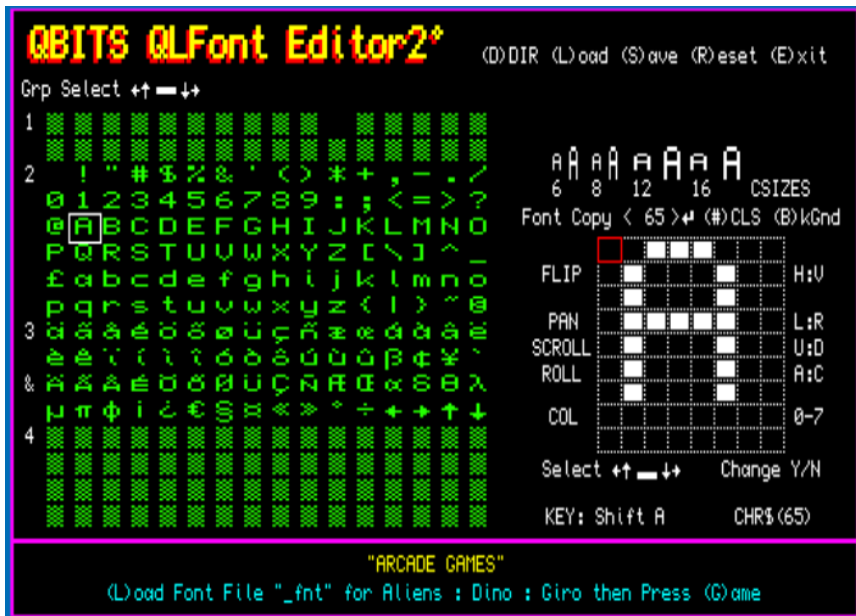 QBITS QLFont Editor2°
(D)DIR (L)oad (S)ave (R)eset (E)xit
Grp Select ←↑ ▬ ↓→
1
2 ! " # $ % & ' ( ) * + , - . /
0 1 2 3 4 5 6 7 8 9 : ; < = > ?
@ A B C D E F G H I J K L M N O
P Q R S T U V W X Y Z [ \ ] ^ _
£ a b c d e f g h i j k l m n o
p q r s t u v w x y z { | } ~ @
3 ä ã å é ö õ ø ü ç ñ æ œ á à â ë
è ê ï í ì î ó ò ô ú ù û β ¢ ¥ `
& Ä Ã Å É Ö Õ Ø Ü Ç Ñ Æ Œ α δ θ λ
μ π φ ¡ ¿ € § ¤ « » ° ÷ ← → ↑ ↓
4
A A A A A A A A
6 8 12 16 CSIZES
Font Copy < 65 >↵ (#)CLS (B)kGnd
FLIP H:V
PAN L:R
SCROLL U:D
ROLL A:C
COL 0-7
Select ←↑ ▬ ↓→ Change Y/N
KEY: Shift A CHR$(65)
"ARCADE GAMES"
(L)oad Font File "_fnt" for Aliens : Dino : Giro then Press (G)ame